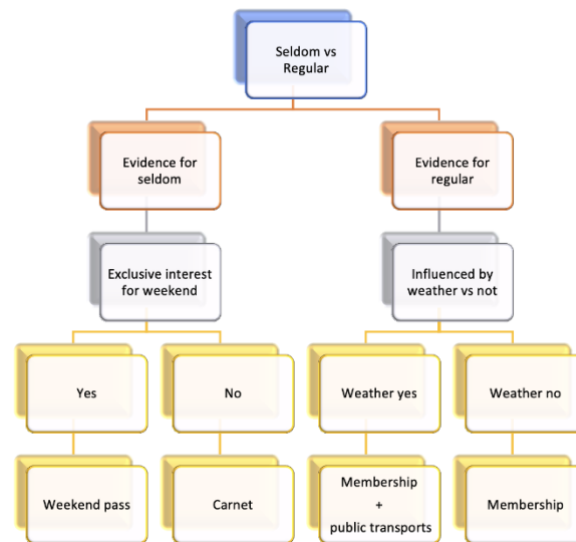 Seldom vs
Regular
Evidence for
seldom
Evidence for
regular
Exclusive interest
for weekend
Influenced by
weather vs not
Yes
No
Weather yes
Weather no
Weekend pass
Carnet
Membership
+
public transports
Membership